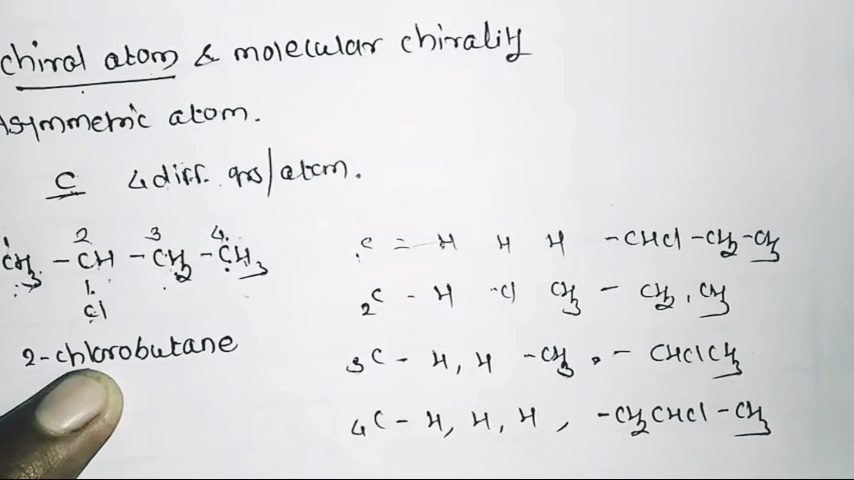 chiral atom & molecular chirality
Asymmetric atom.
C 4 diff. grs/atom.
1 2 3 4.
CH3 - CH - CH2 - CH3
Cl
2-chlorobutane
1C = H H H -CHCl-CH2-CH3
2C - H -Cl CH3 - CH2, CH3
3C - H, H -CH3, - CHClCH3
4C - H, H, H, -CH2CHCl-CH3